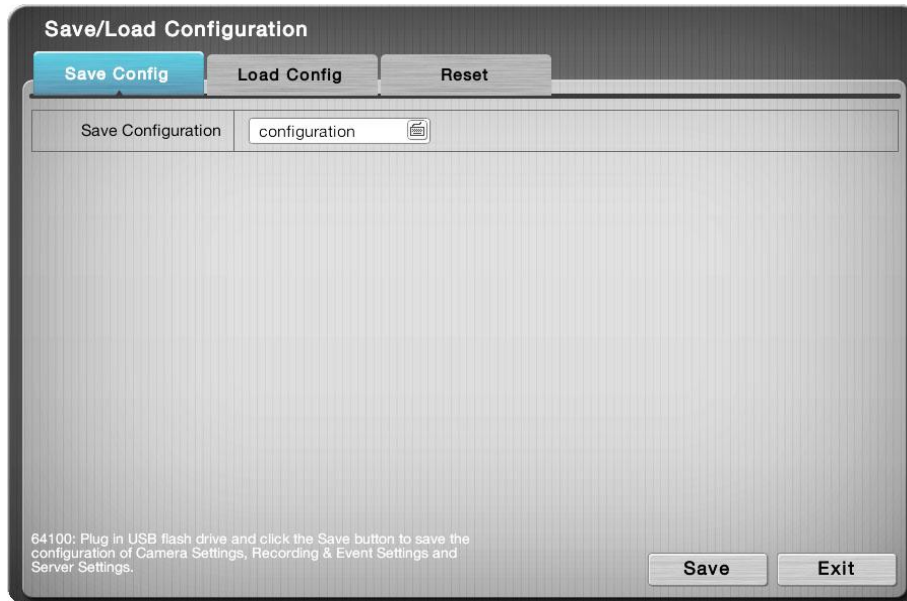 Save/Load Configuration
Save Config
Load Config
Reset
Save Configuration
configuration
64100: Plug in USB flash drive and click the Save button to save the
configuration of Camera Settings, Recording & Event Settings and
Server Settings.
Save
Exit